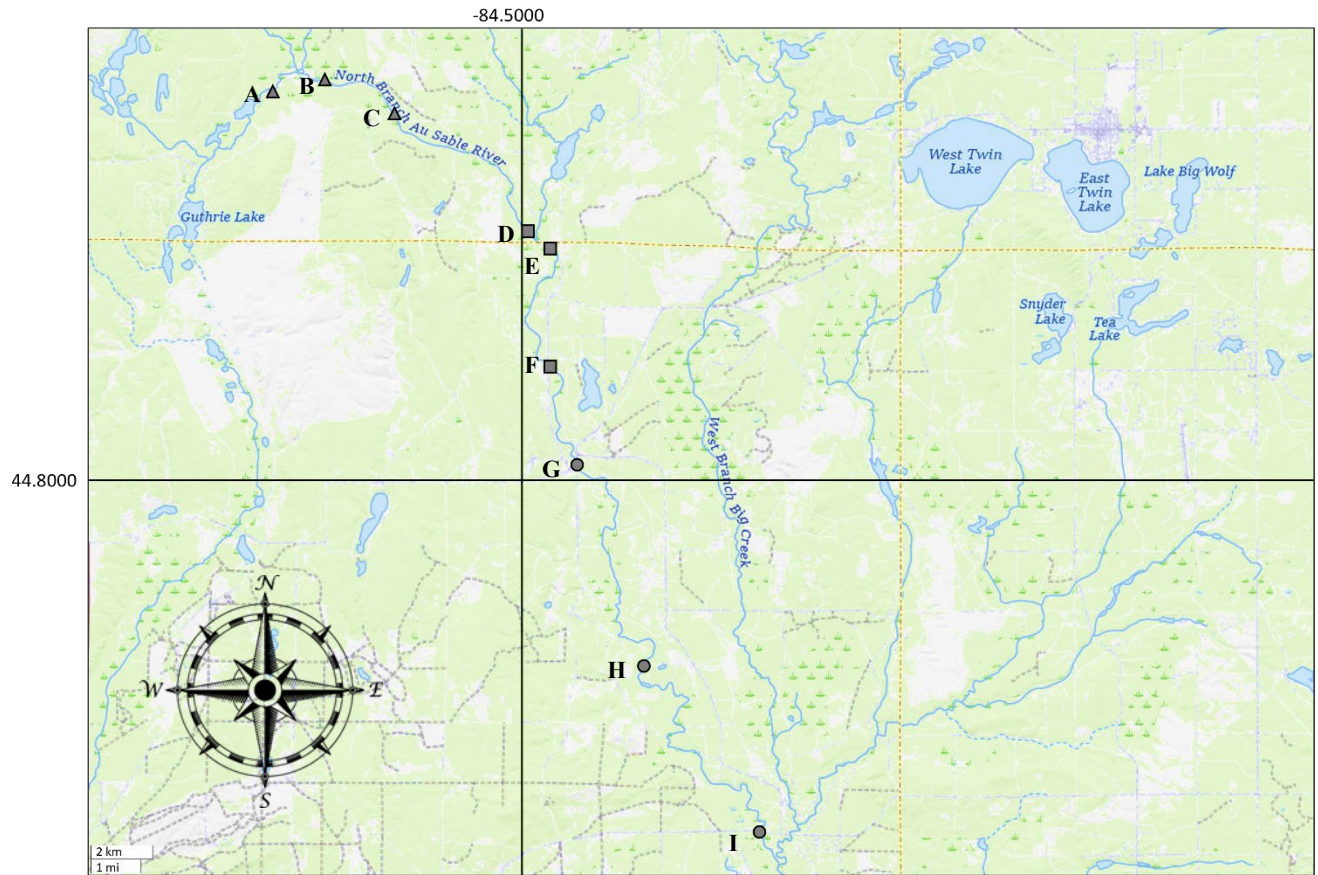 -84.5000
A
B
North Branch Au Sable River
C
West Twin
Lake
East
Twin
Lake
Lake Big Wolf
Guthrie Lake
D
E
Snyder
Lake
Tea
Lake
F
West Branch Big Creek
G
44.8000
N
W
E
S
H
I
2 km
1 mi